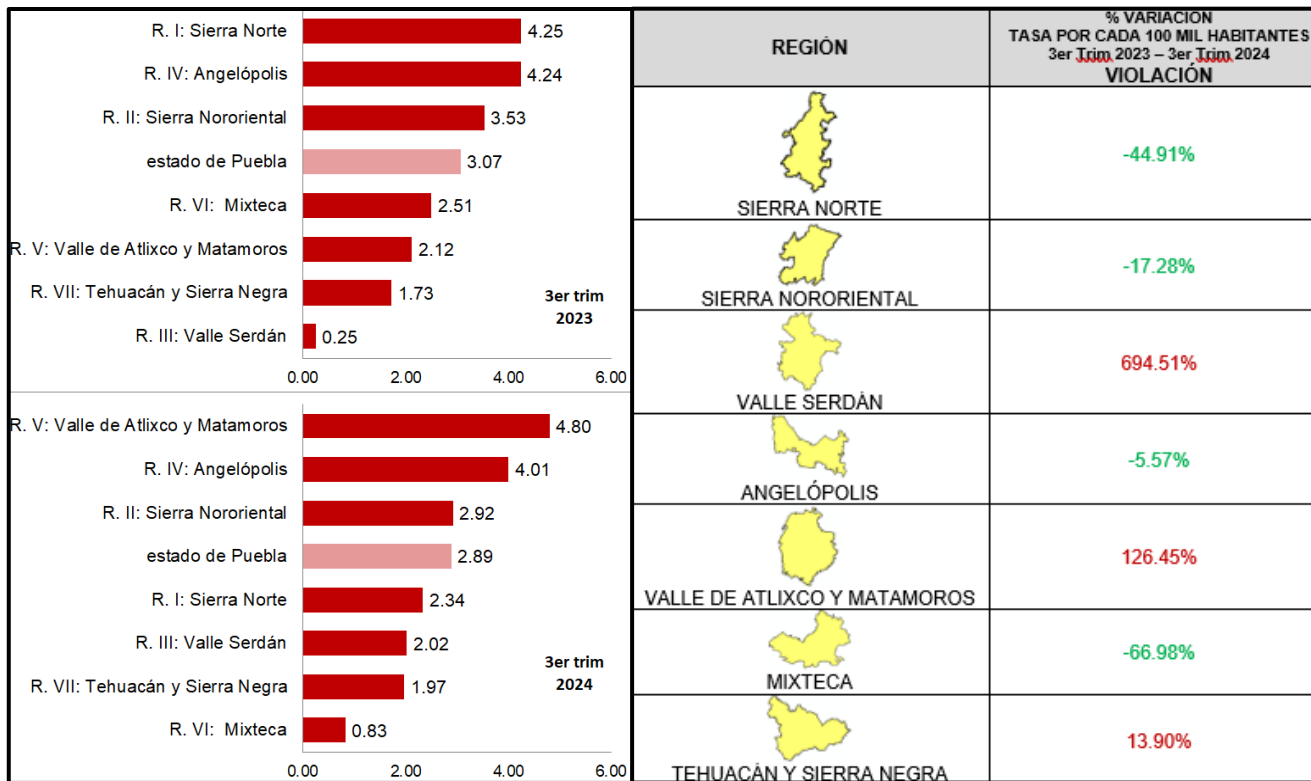 R. I: Sierra Norte 4.25
R. IV: Angelópolis 4.24
R. II: Sierra Nororiental 3.53
estado de Puebla 3.07
R. VI: Mixteca 2.51
R. V: Valle de Atlixco y Matamoros 2.12
R. VII: Tehuacán y Sierra Negra 1.73
R. III: Valle Serdán 0.25
3er trim
2023
0.00 2.00 4.00 6.00
R. V: Valle de Atlixco y Matamoros 4.80
R. IV: Angelópolis 4.01
R. II: Sierra Nororiental 2.92
estado de Puebla 2.89
R. I: Sierra Norte 2.34
R. III: Valle Serdán 2.02
R. VII: Tehuacán y Sierra Negra 1.97
R. VI: Mixteca 0.83
3er trim
2024
0.00 2.00 4.00 6.00
REGIÓN
% VARIACIÓN
TASA POR CADA 100 MIL HABITANTES
3er Trim 2023 – 3er Trim 2024
VIOLACIÓN
SIERRA NORTE
-44.91%
SIERRA NORORIENTAL
-17.28%
VALLE SERDÁN
694.51%
ANGELÓPOLIS
-5.57%
VALLE DE ATLIXCO Y MATAMOROS
126.45%
MIXTECA
-66.98%
TEHUACÁN Y SIERRA NEGRA
13.90%